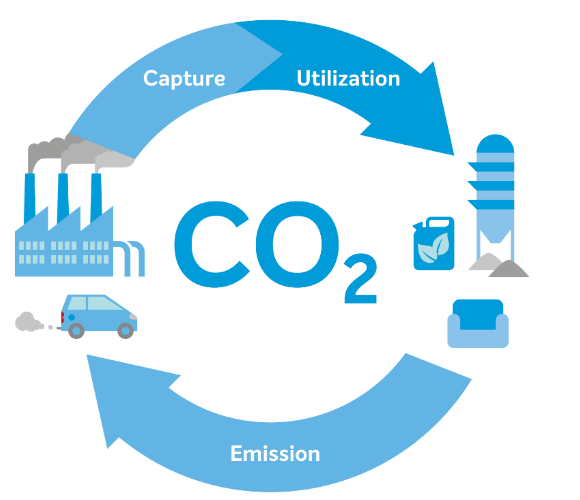 Capture
Utilization
CO₂
Emission